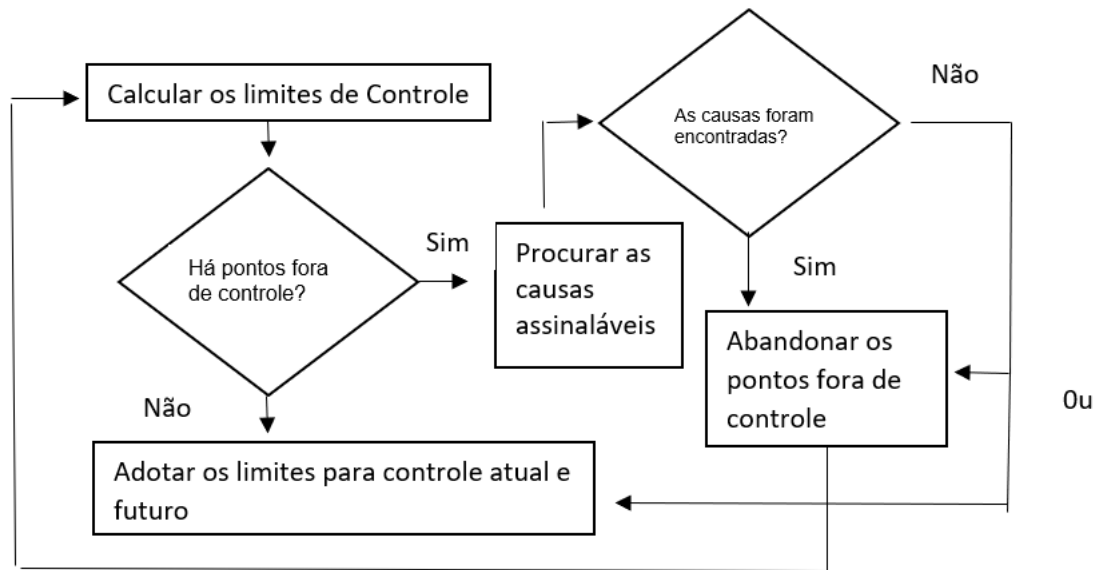 Calcular os limites de Controle
Há pontos fora
de controle?
Sim
Não
Procurar as
causas
assinaláveis
As causas foram
encontradas?
Não
Sim
Abandonar os
pontos fora de
controle
0u
Adotar os limites para controle atual e
futuro